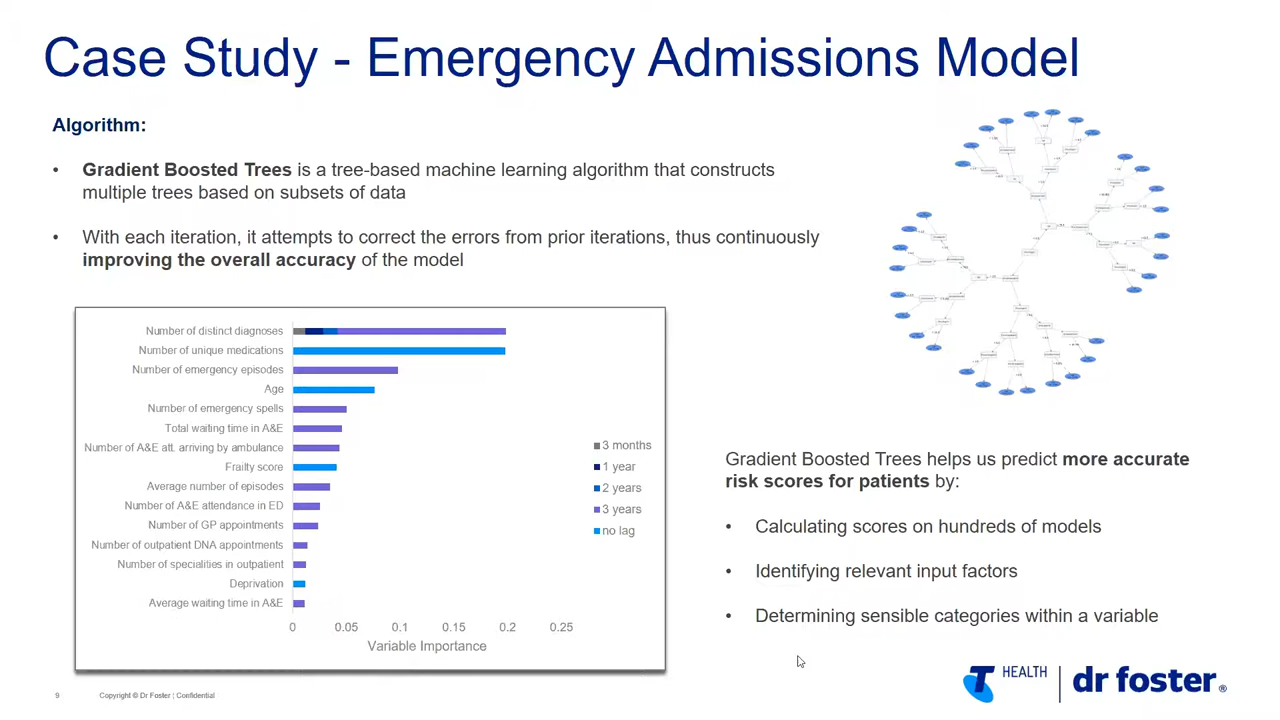 Case Study - Emergency Admissions Model
Algorithm:
• Gradient Boosted Trees is a tree-based machine learning algorithm that constructs
multiple trees based on subsets of data
• With each iteration, it attempts to correct the errors from prior iterations, thus continuously
improving the overall accuracy of the model
Number of distinct diagnoses
Number of unique medications
Number of emergency episodes
Age
Number of emergency spells
Total waiting time in A&E
Number of A&E att. arriving by ambulance
Frailty score
Average number of episodes
Number of A&E attendance in ED
Number of GP appointments
Number of outpatient DNA appointments
Number of specialities in outpatient
Deprivation
Average waiting time in A&E
0 0.05 0.1 0.15 0.2 0.25
Variable Importance
3 months
1 year
2 years
3 years
no lag
Gradient Boosted Trees helps us predict more accurate
risk scores for patients by:
• Calculating scores on hundreds of models
• Identifying relevant input factors
• Determining sensible categories within a variable
9 Copyright © Dr Foster | Confidential
T HEALTH dr foster®